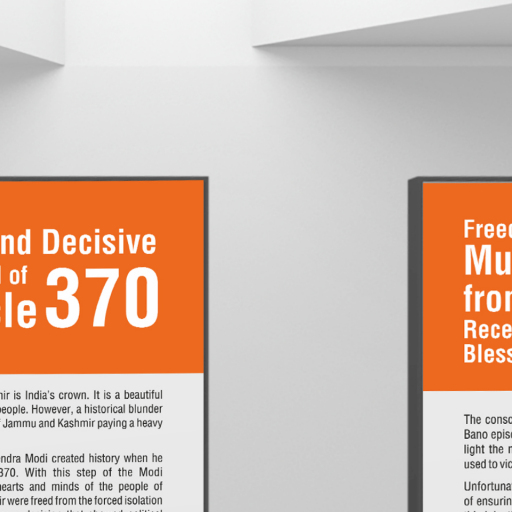 nd Decisive
of
le 370
ir is India's crown. It is a beautiful
people. However, a historical blunder
Jammu and Kashmir paying a heavy
ndra Modi created history when he
370. With this step of the Modi
hearts and minds of the people of
ir were freed from the forced isolation
Freed
Mu
from
Rece
Bless
The consc
Bano epis
light the
used to vic
Unfortuna
of ensurin